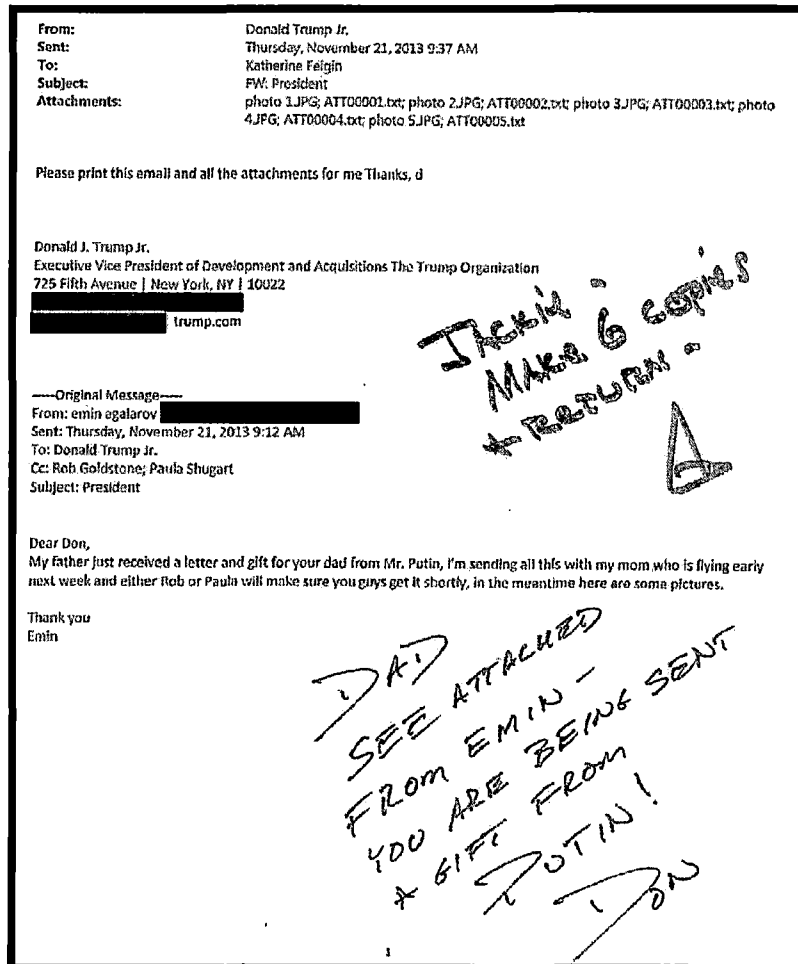 From: Donald Trump Jr.
Sent: Thursday, November 21, 2013 9:37 AM
To: Katherine Feigin
Subject: FW: President
Attachments: photo 1.JPG; ATT00001.txt; photo 2.JPG; ATT00002.txt; photo 3.JPG; ATT00003.txt; photo
4.JPG; ATT00004.txt; photo 5.JPG; ATT00005.txt
Please print this email and all the attachments for me Thanks, d
Donald J. Trump Jr.
Executive Vice President of Development and Acquisitions The Trump Organization
725 Fifth Avenue | New York, NY | 10022
trump.com
JACKIE -
MAKE 6 COPIES
+ RETURN -
-----Original Message-----
From: emin agalarov
Sent: Thursday, November 21, 2013 9:12 AM
To: Donald Trump Jr.
Cc: Rob Goldstone; Paula Shugart
Subject: President
Dear Don,
My father just received a letter and gift for your dad from Mr. Putin, I'm sending all this with my mom who is flying early
next week and either Rob or Paula will make sure you guys get it shortly, in the meantime here are some pictures.
Thank you
Emin
DAD
SEE ATTACHED
FROM EMIN -
YOU ARE BEING SENT
A GIFT FROM
PUTIN!
DON
1